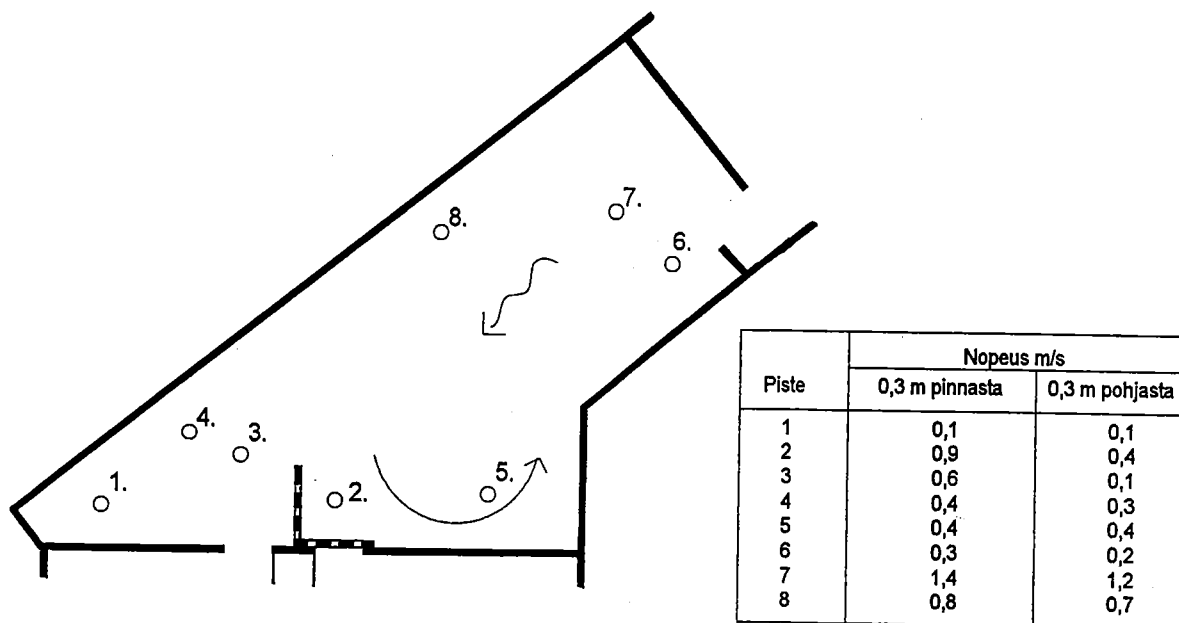 7.
8.
6.
4.
3.
1.
2.
5.
Nopeus m/s
Piste 0,3 m pinnasta 0,3 m pohjasta
1 0,1 0,1
2 0,9 0,4
3 0,6 0,1
4 0,4 0,3
5 0,4 0,4
6 0,3 0,2
7 1,4 1,2
8 0,8 0,7